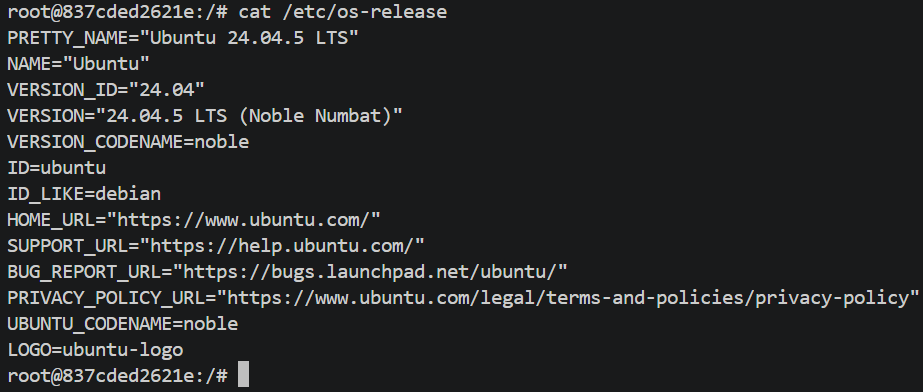 root@837cded2621e:/# cat /etc/os-release
PRETTY_NAME="Ubuntu 24.04.5 LTS"
NAME="Ubuntu"
VERSION_ID="24.04"
VERSION="24.04.5 LTS (Noble Numbat)"
VERSION_CODENAME=noble
ID=ubuntu
ID_LIKE=debian
HOME_URL="https://www.ubuntu.com/"
SUPPORT_URL="https://help.ubuntu.com/"
BUG_REPORT_URL="https://bugs.launchpad.net/ubuntu/"
PRIVACY_POLICY_URL="https://www.ubuntu.com/legal/terms-and-policies/privacy-policy"
UBUNTU_CODENAME=noble
LOGO=ubuntu-logo
root@837cded2621e:/#